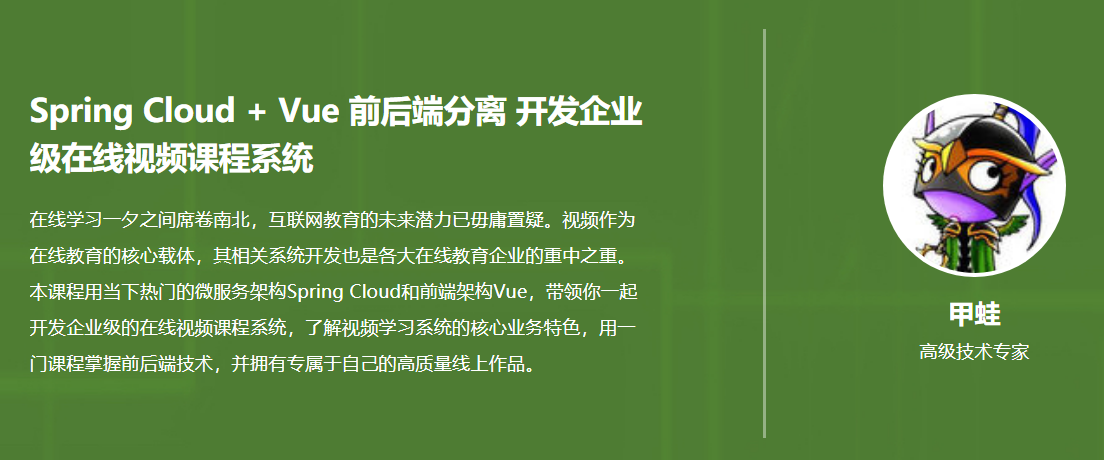 Spring Cloud + Vue 前后端分离 开发企业
级在线视频课程系统
在线学习一夕之间席卷南北，互联网教育的未来潜力已毋庸置疑。视频作为
在线教育的核心载体，其相关系统开发也是各大在线教育企业的重中之重。
本课程用当下热门的微服务架构Spring Cloud和前端架构Vue，带领你一起
开发企业级的在线视频课程系统，了解视频学习系统的核心业务特色，用一
门课程掌握前后端技术，并拥有专属于自己的高质量线上作品。
甲蛙
高级技术专家